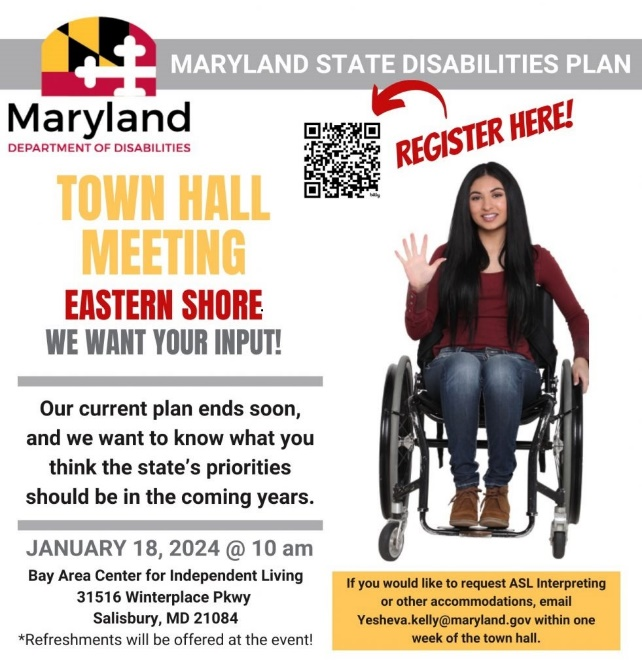 MARYLAND STATE DISABILITIES PLAN
Maryland
DEPARTMENT OF DISABILITIES
REGISTER HERE!
TOWN HALL
MEETING
EASTERN SHORE
WE WANT YOUR INPUT!
Our current plan ends soon,
and we want to know what you
think the state's priorities
should be in the coming years.
JANUARY 18, 2024 @ 10 am
Bay Area Center for Independent Living
31516 Winterplace Pkwy
Salisbury, MD 21084
*Refreshments will be offered at the event!
If you would like to request ASL Interpreting
or other accommodations, email
Yesheva.kelly@maryland.gov within one
week of the town hall.